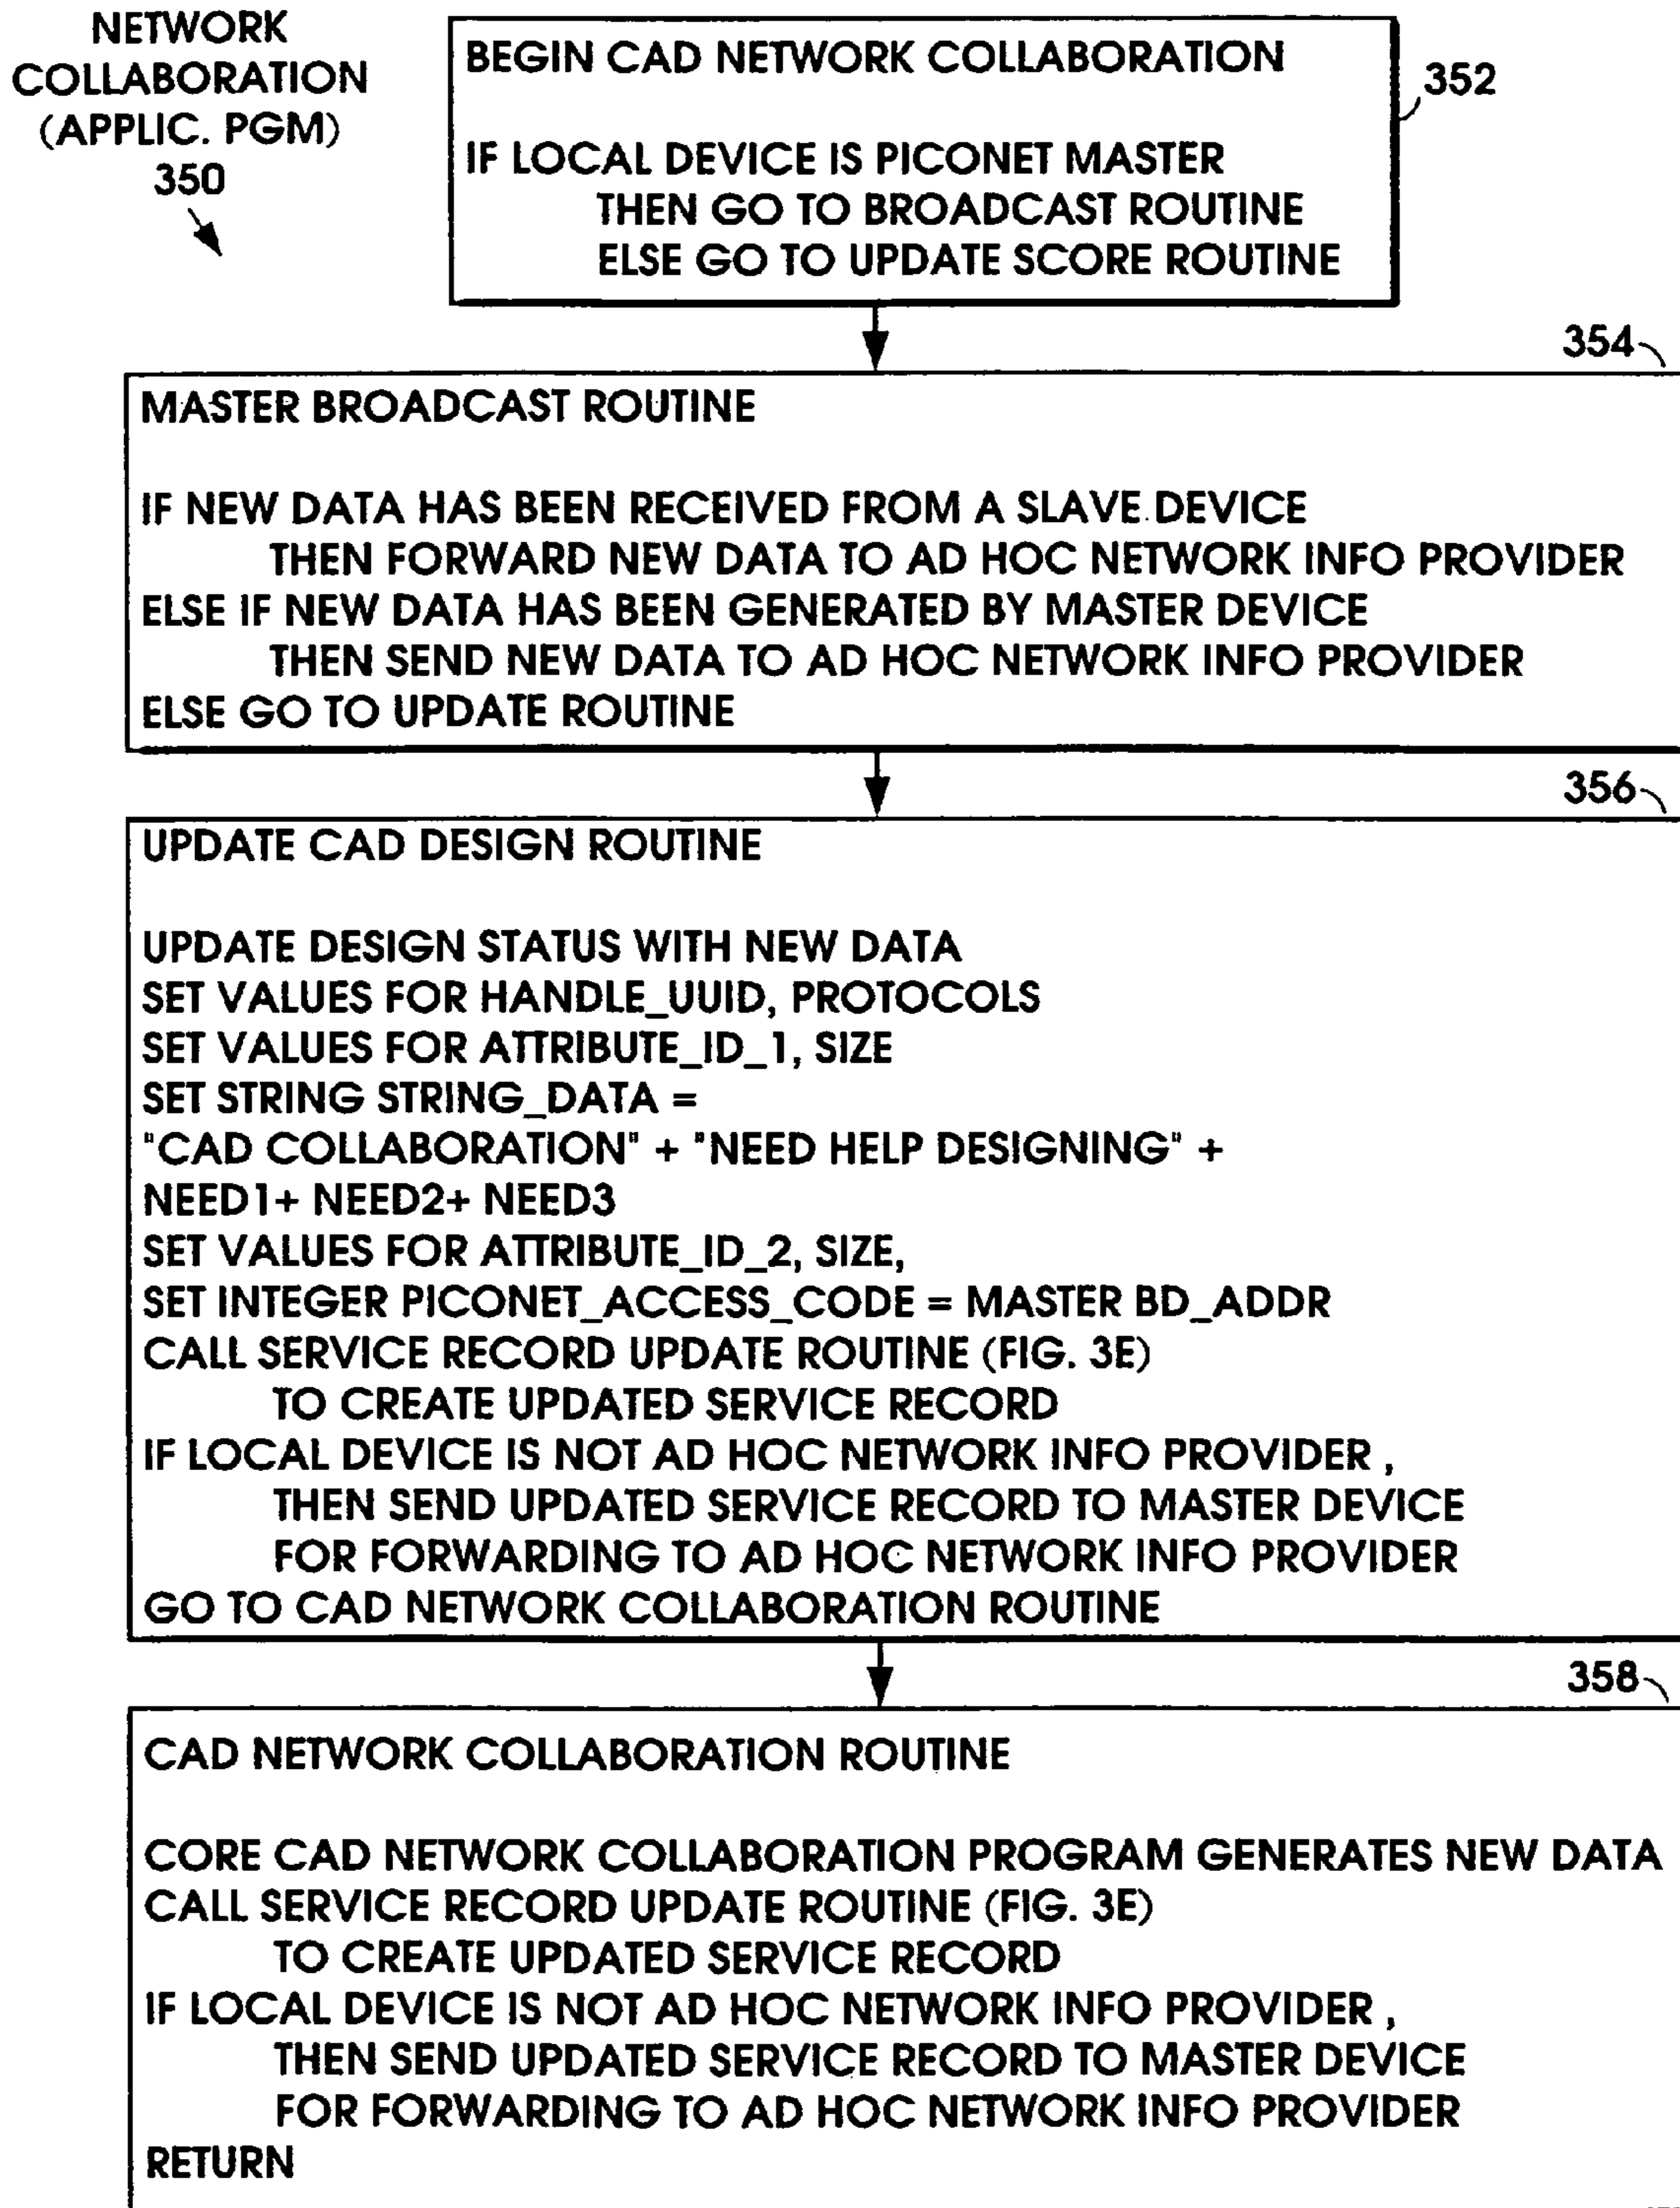 NETWORK
COLLABORATION
(APPLIC. PGM)
350
BEGIN CAD NETWORK COLLABORATION
IF LOCAL DEVICE IS PICONET MASTER
THEN GO TO BROADCAST ROUTINE
ELSE GO TO UPDATE SCORE ROUTINE
352
354
MASTER BROADCAST ROUTINE
IF NEW DATA HAS BEEN RECEIVED FROM A SLAVE DEVICE
THEN FORWARD NEW DATA TO AD HOC NETWORK INFO PROVIDER
ELSE IF NEW DATA HAS BEEN GENERATED BY MASTER DEVICE
THEN SEND NEW DATA TO AD HOC NETWORK INFO PROVIDER
ELSE GO TO UPDATE ROUTINE
356
UPDATE CAD DESIGN ROUTINE
UPDATE DESIGN STATUS WITH NEW DATA
SET VALUES FOR HANDLE_UUID, PROTOCOLS
SET VALUES FOR ATTRIBUTE_ID_1, SIZE
SET STRING STRING_DATA =
"CAD COLLABORATION" + "NEED HELP DESIGNING" +
NEED1+ NEED2+ NEED3
SET VALUES FOR ATTRIBUTE_ID_2, SIZE,
SET INTEGER PICONET_ACCESS_CODE = MASTER BD_ADDR
CALL SERVICE RECORD UPDATE ROUTINE (FIG. 3E)
TO CREATE UPDATED SERVICE RECORD
IF LOCAL DEVICE IS NOT AD HOC NETWORK INFO PROVIDER ,
THEN SEND UPDATED SERVICE RECORD TO MASTER DEVICE
FOR FORWARDING TO AD HOC NETWORK INFO PROVIDER
GO TO CAD NETWORK COLLABORATION ROUTINE
358
CAD NETWORK COLLABORATION ROUTINE
CORE CAD NETWORK COLLABORATION PROGRAM GENERATES NEW DATA
CALL SERVICE RECORD UPDATE ROUTINE (FIG. 3E)
TO CREATE UPDATED SERVICE RECORD
IF LOCAL DEVICE IS NOT AD HOC NETWORK INFO PROVIDER ,
THEN SEND UPDATED SERVICE RECORD TO MASTER DEVICE
FOR FORWARDING TO AD HOC NETWORK INFO PROVIDER
RETURN